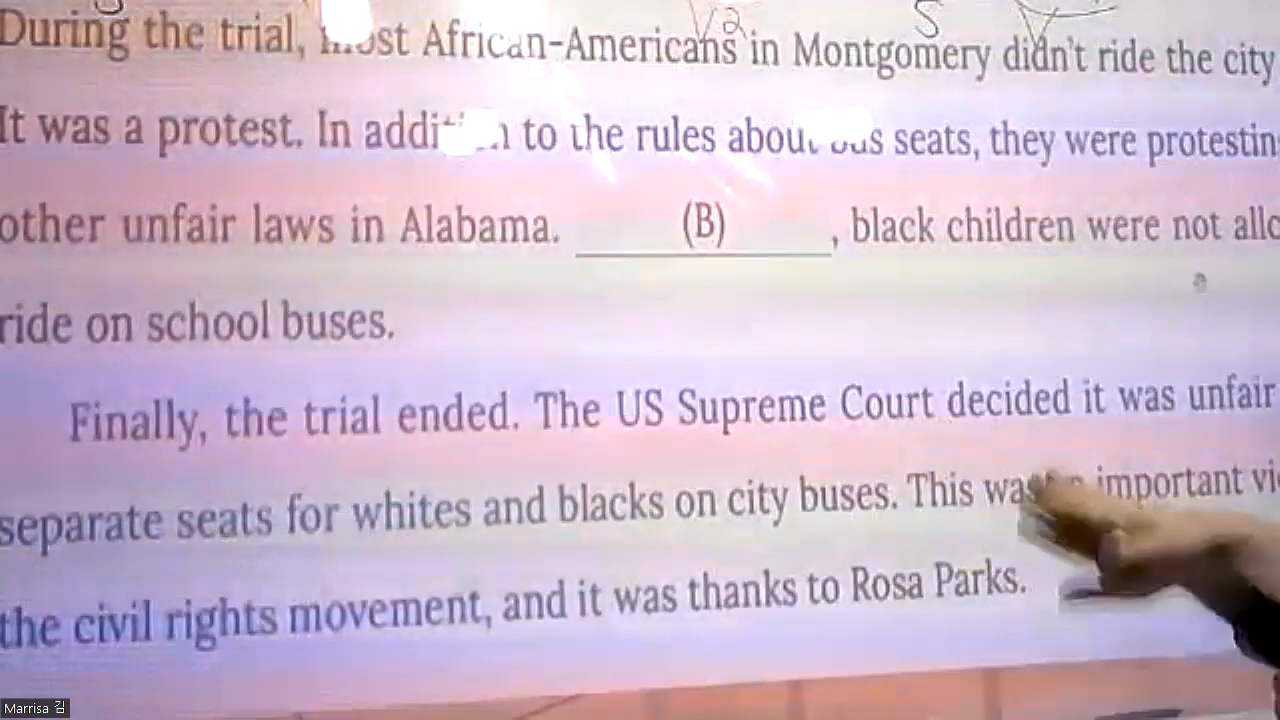 During the trial, most African-Americans in Montgomery didn't ride the city
It was a protest. In addition to the rules about bus seats, they were protestin
other unfair laws in Alabama. (B) , black children were not allo
ride on school buses.
Finally, the trial ended. The US Supreme Court decided it was unfair
separate seats for whites and blacks on city buses. This was important vi
the civil rights movement, and it was thanks to Rosa Parks.
Marrisa 김